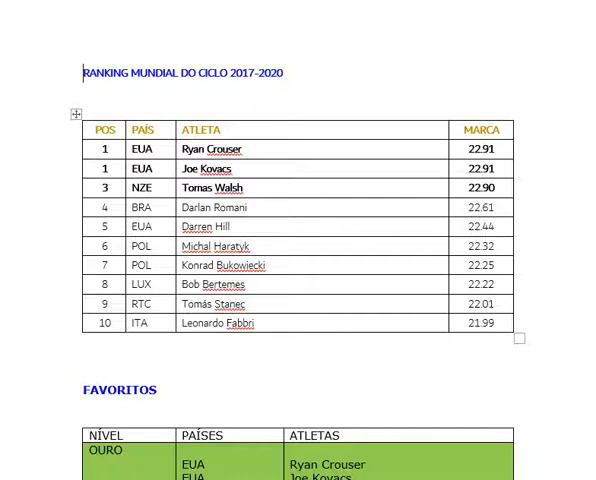 RANKING MUNDIAL DO CICLO 2017-2020
POS PAÍS ATLETA MARCA
1 EUA Ryan Crouser 22.91
1 EUA Joe Kovacs 22.91
3 NZE Tomas Walsh 22.90
4 BRA Darlan Romani 22.61
5 EUA Darren Hill 22.44
6 POL Michal Haratyk 22.32
7 POL Konrad Bukowiecki 22.25
8 LUX Bob Bertemes 22.22
9 RTC Tomás Stanec 22.01
10 ITA Leonardo Fabbri 21.99
FAVORITOS
NÍVEL PAÍSES ATLETAS
OURO
EUA Ryan Crouser
EUA Joe Kovacs